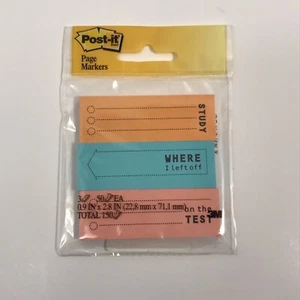 Post-it
Page
Markers
STUDY
WHERE
I left off
50 EA
0.9 IN x 2.8 IN (22,8 mm x 71,1 mm)
TOTAL 150
on the
TEST
3M